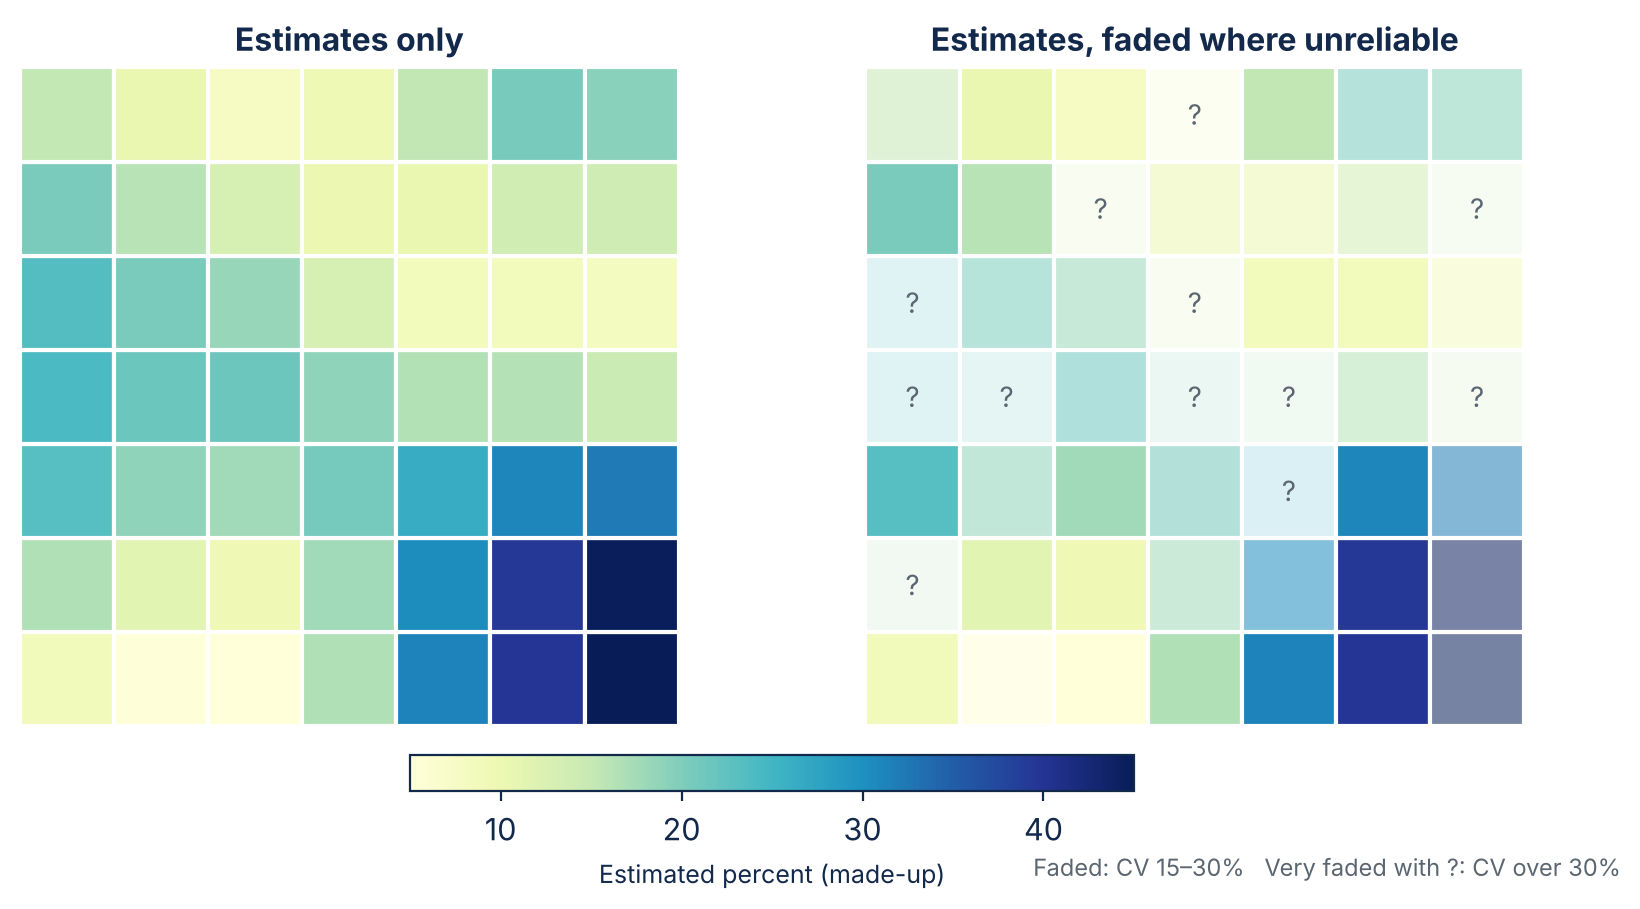 Estimates only
Estimates, faded where unreliable
?
? ?
? ?
? ? ? ? ?
?
?
10 20 30 40
Estimated percent (made-up)
Faded: CV 15–30% Very faded with ?: CV over 30%